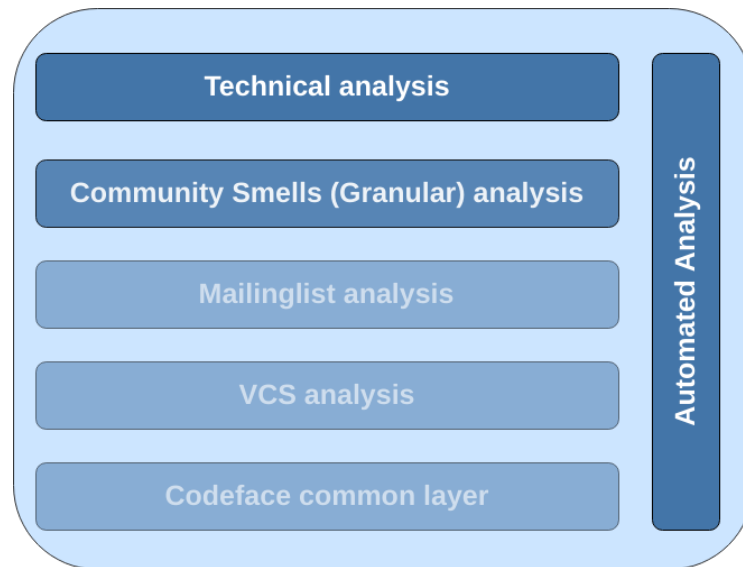 Technical analysis
Community Smells (Granular) analysis
Mailinglist analysis
VCS analysis
Codeface common layer
Automated Analysis